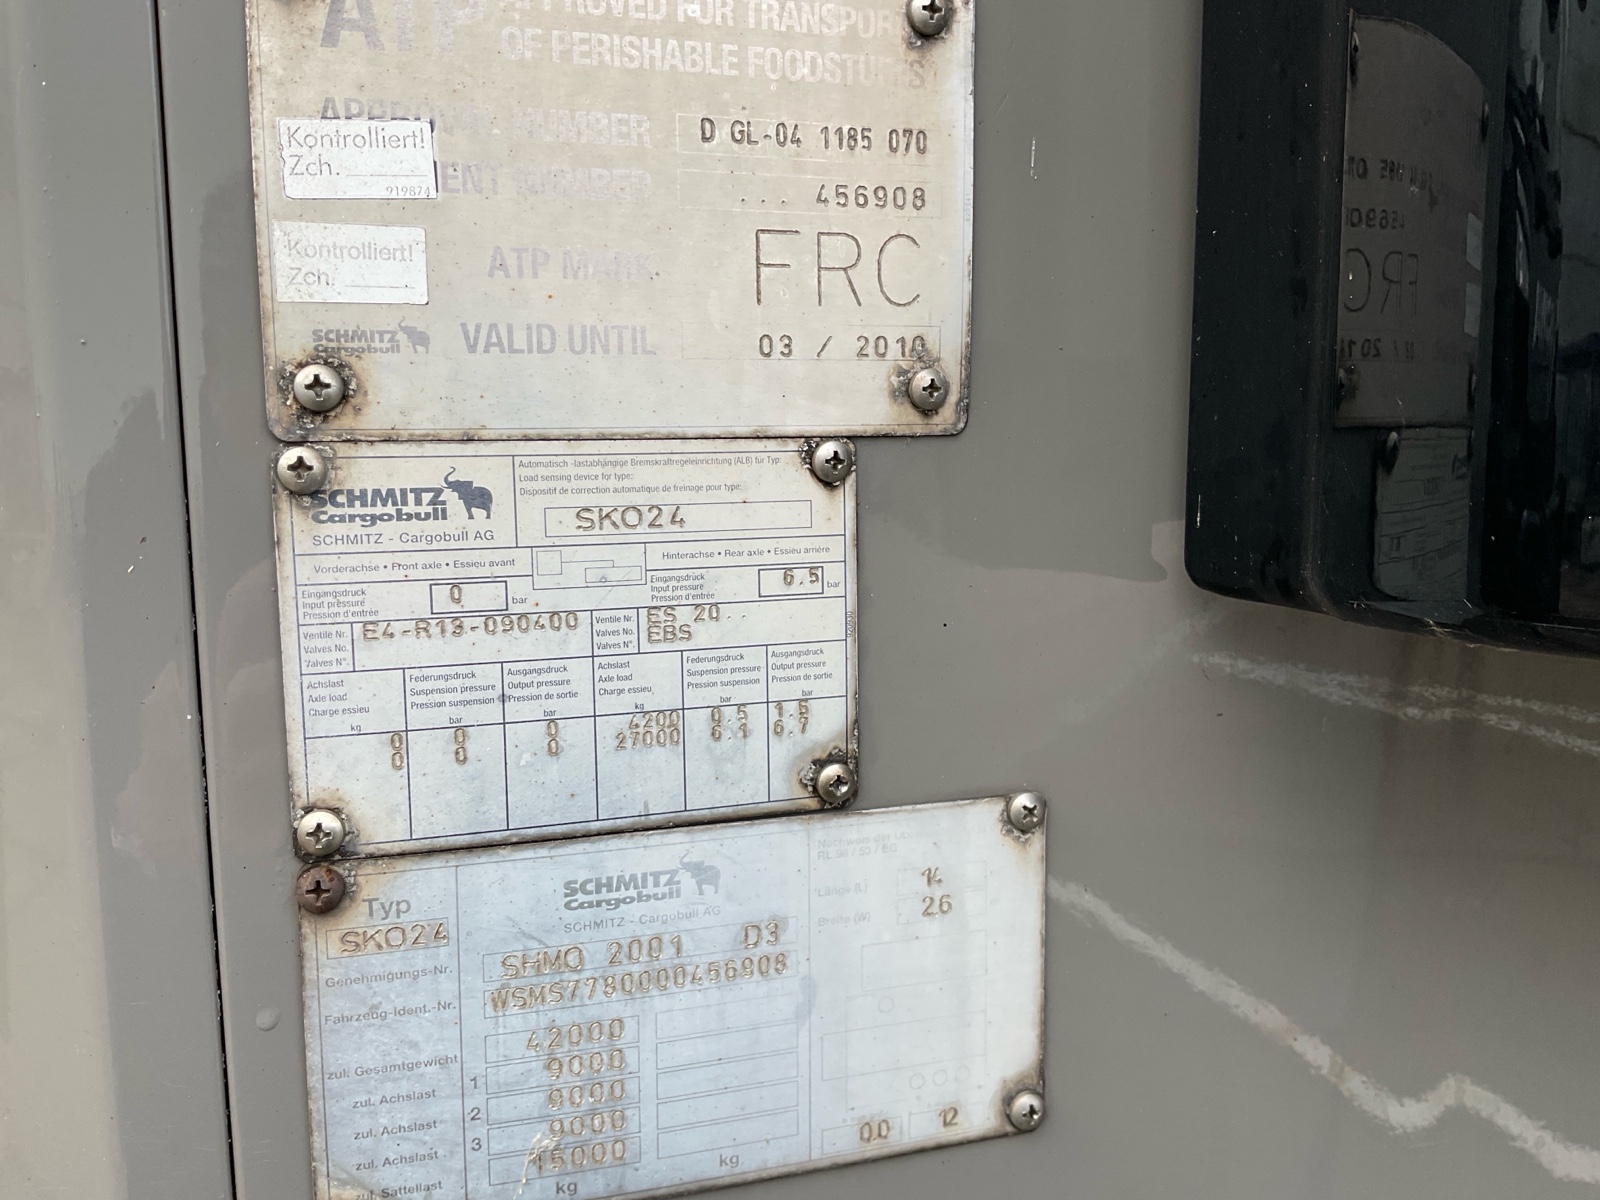 ATP APPROVED FOR TRANSPORT
OF PERISHABLE FOODSTUFFS
APPROVAL NUMBER D GL-04 1185 070
Kontrolliert!
Zch.
919874
456908
Kontrolliert!
Zch.
ATP MARK FRC
SCHMITZ
Cargobull
VALID UNTIL 03 / 2010
SCHMITZ
Cargobull
SCHMITZ - Cargobull AG
Automatisch -lastabhängige Bremskraftregeleinrichtung (ALB) für Typ:
Load sensing device for type:
Dispositif de correction automatique de freinage pour type:
SKO24
Vorderachse • Front axle • Essieu avant
Hinterachse • Rear axle • Essieu arrière
Eingangsdruck
Input pressure
Pression d'entrée
0 bar
Eingangsdrück
Input pressure
Pression d'entrée
6.5 bar
Ventile Nr.
Valves No.
Valves N°.
E4-R13-090400
Ventile Nr.
Valves No.
Valves N°.
ES 20..
EBS
Achslast
Axle load
Charge essieu
kg
Federungsdruck
Suspension pressure
Pression suspension
bar
Ausgangsdruck
Output pressure
Pression de sortie
bar
Achslast
Axle load
Charge essieu
kg
Federungsdruck
Suspension pressure
Pression suspension
bar
Ausgangsdruck
Output pressure
Pression de sortie
bar
0 0 0 4200 0.5 1.5
0 0 0 27000 6.1 6.7
Typ
SKO24
SCHMITZ
Cargobull
SCHMITZ - Cargobull AG
Genehmigungs-Nr. SHMO 2001 D3
Fahrzeug-Ident.-Nr. WSMS7780000456908
zul. Gesamtgewicht 42000
zul. Achslast 1 9000
zul. Achslast 2 9000
zul. Achslast 3 9000
zul. Sattellast 15000
kg
kg
Länge (L) 14
Breite (W) 26
00 12